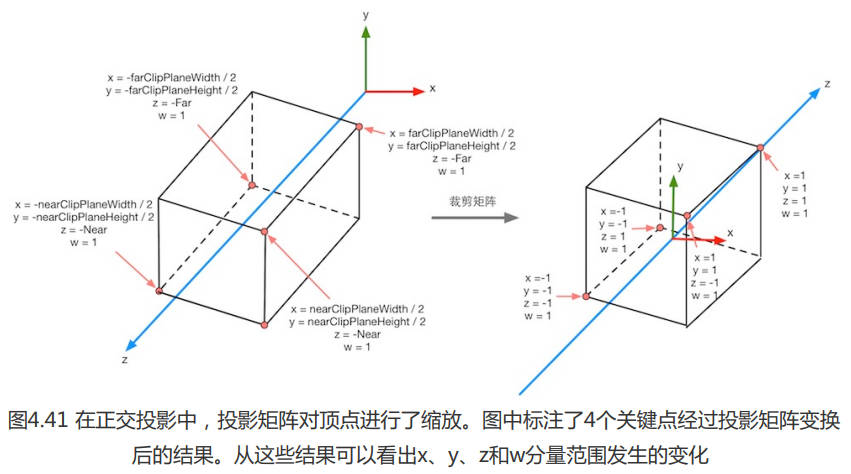 y
x
x = -farClipPlaneWidth / 2
y = -farClipPlaneHeight / 2
z = -Far
w = 1
x = farClipPlaneWidth / 2
y = farClipPlaneHeight / 2
z = -Far
w = 1
x = -nearClipPlaneWidth / 2
y = -nearClipPlaneHeight / 2
z = -Near
w = 1
x = nearClipPlaneWidth / 2
y = nearClipPlaneHeight / 2
z = -Near
w = 1
z
裁剪矩阵
z
y
x
x =1
y = 1
z = 1
w = 1
x =-1
y = -1
z = 1
w = 1
x =1
y = 1
z = -1
w = 1
x =-1
y = -1
z = -1
w = 1
图4.41 在正交投影中，投影矩阵对顶点进行了缩放。图中标注了4个关键点经过投影矩阵变换
后的结果。从这些结果可以看出x、y、z和w分量范围发生的变化